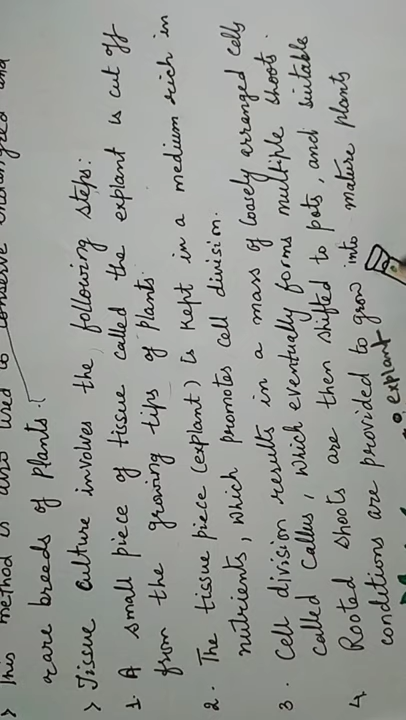 > This method is also used to conserve endangered and
rare breeds of plants.
> Tissue culture involves the following steps:
1. A small piece of tissue called the explant is cut off
from the growing tips of plants.
2. The tissue piece (explant) is kept in a medium rich in
nutrients, which promotes cell division.
3. Cell division results in a mass of loosely arranged cells
called callus, which eventually forms multiple shoots.
4. Rooted shoots are then shifted to pots, and suitable
conditions are provided to grow into mature plants
explant